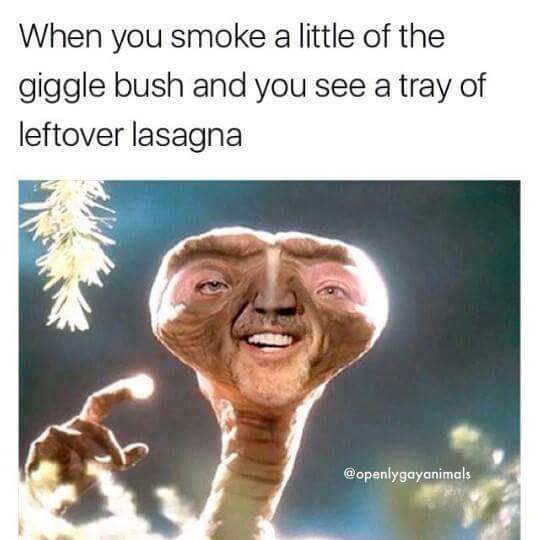 When you smoke a little of the
giggle bush and you see a tray of
leftover lasagna
@openlygayanimals